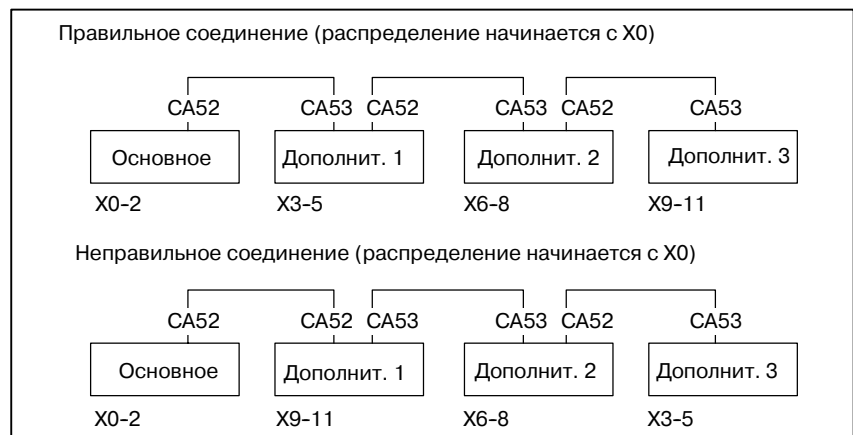 Правильное соединение (распределение начинается с X0)
CA52 CA53 CA52 CA53 CA52 CA53
Основное Дополнит. 1 Дополнит. 2 Дополнит. 3
X0-2 X3-5 X6-8 X9-11
Неправильное соединение (распределение начинается с X0)
CA52 CA52 CA53 CA53 CA52 CA53
Основное Дополнит. 1 Дополнит. 2 Дополнит. 3
X0-2 X9-11 X6-8 X3-5